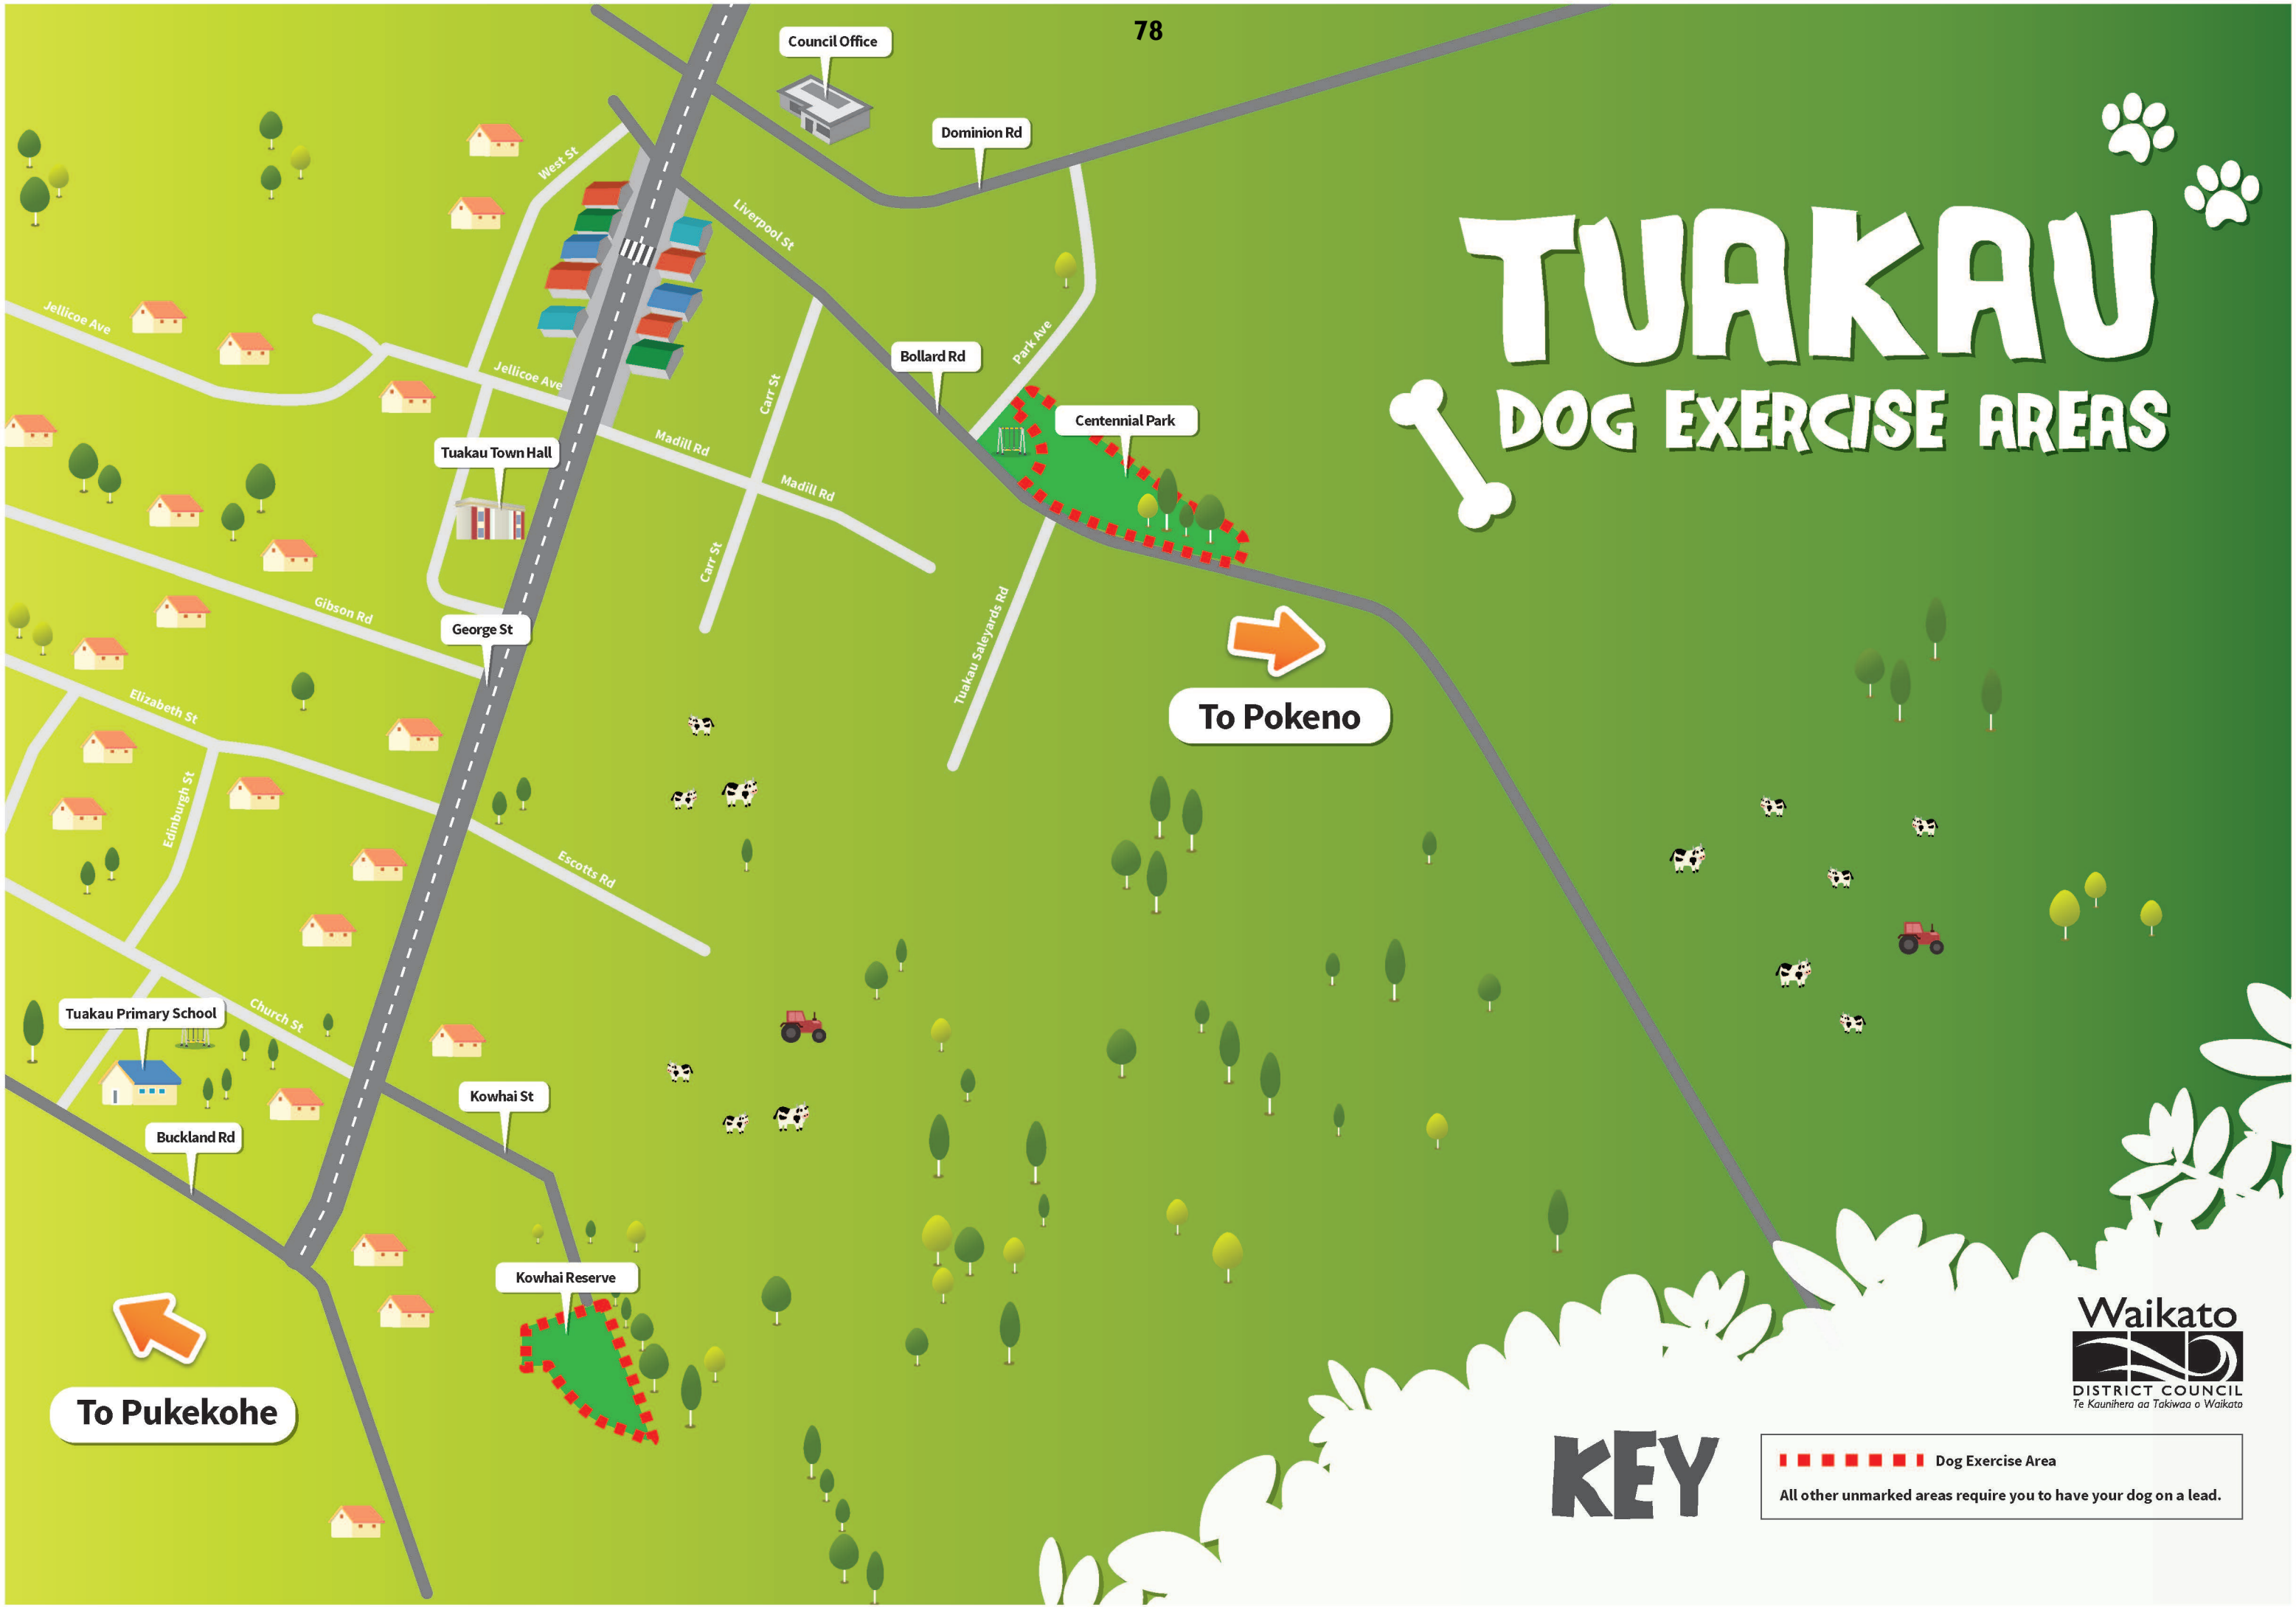 78
Council Office
Dominion Rd
West St
Liverpool St
TUAKAU
DOG EXERCISE AREAS
Jellicoe Ave
Jellicoe Ave
Carr St
Bollard Rd
Park Ave
Centennial Park
Tuakau Town Hall
Madill Rd
Madill Rd
Carr St
Gibson Rd
George St
Tuakau Saleyards Rd
To Pokeno
Elizabeth St
Edinburgh St
Escotts Rd
Tuakau Primary School
Church St
Kowhai St
Buckland Rd
Kowhai Reserve
To Pukekohe
Waikato
DISTRICT COUNCIL
Te Kaunihera aa Takiwaa o Waikato
KEY
Dog Exercise Area
All other unmarked areas require you to have your dog on a lead.